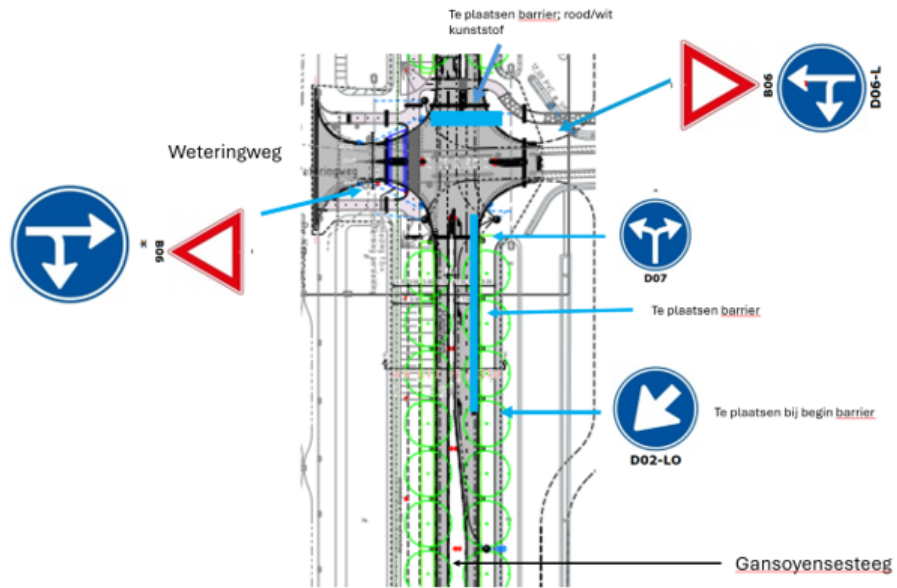 Te plaatsen barrier; rood/wit
kunststof
B06
D06-L
Weteringweg
B06
D07
Te plaatsen barrier
Te plaatsen bij begin barrier
D02-LO
Gansoyensesteeg